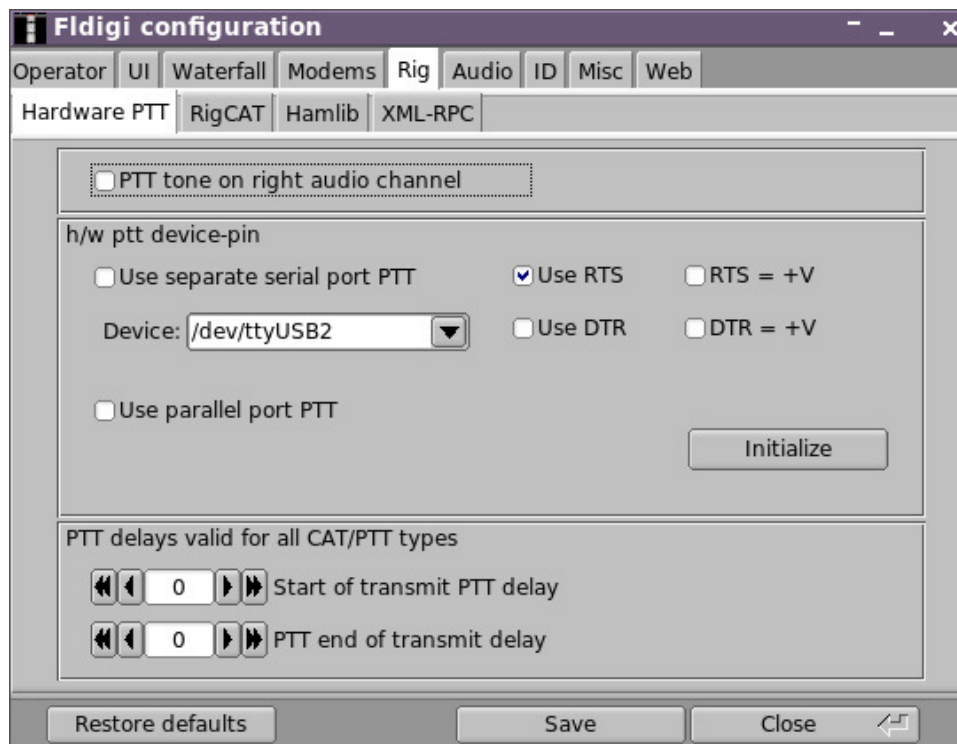 Fldigi configuration
Operator UI Waterfall Modems Rig Audio ID Misc Web
Hardware PTT RigCAT Hamlib XML-RPC
PTT tone on right audio channel
h/w ptt device-pin
Use separate serial port PTT Use RTS RTS = +V
Device: /dev/ttyUSB2 Use DTR DTR = +V
Use parallel port PTT
Initialize
PTT delays valid for all CAT/PTT types
0 Start of transmit PTT delay
0 PTT end of transmit delay
Restore defaults Save Close